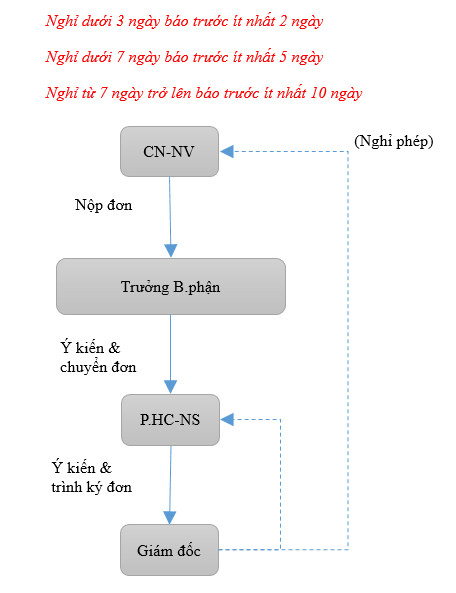 Nghỉ dưới 3 ngày báo trước ít nhất 2 ngày
Nghỉ dưới 7 ngày báo trước ít nhất 5 ngày
Nghỉ từ 7 ngày trở lên báo trước ít nhất 10 ngày
(Nghỉ phép)
CN-NV
Nộp đơn
Trưởng B.phận
Ý kiến &
chuyển đơn
P.HC-NS
Ý kiến &
trình ký đơn
Giám đốc